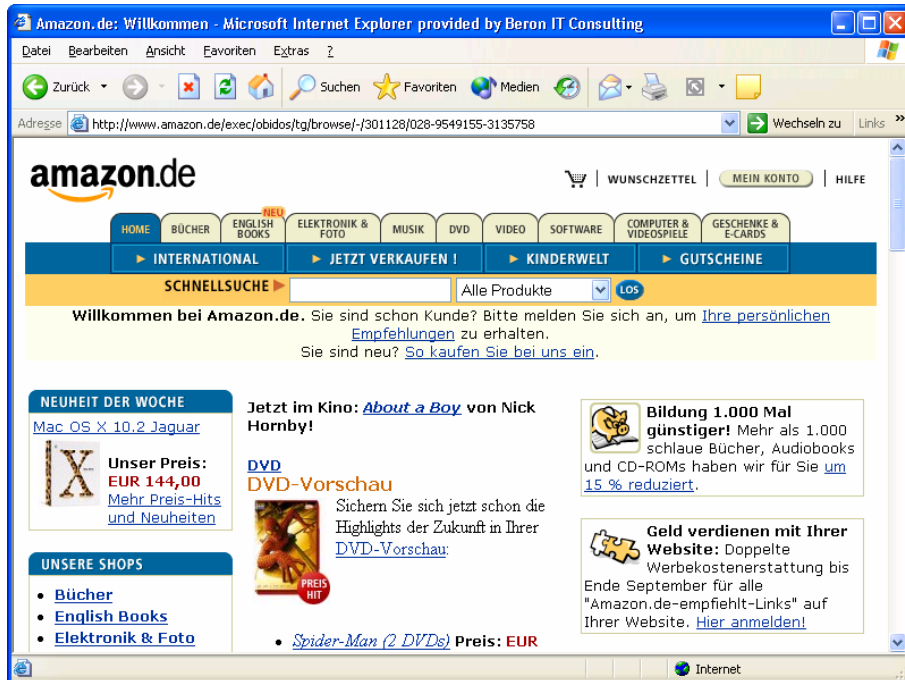 Amazon.de: Willkommen - Microsoft Internet Explorer provided by Beron IT Consulting
Datei Bearbeiten Ansicht Favoriten Extras ?
Zurück Suchen Favoriten Medien
Adresse http://www.amazon.de/exec/obidos/tg/browse/-/301128/028-9549155-3135758 Wechseln zu Links »
amazon.de
WUNSCHZETTEL | MEIN KONTO | HILFE
NEU
HOME BÜCHER ENGLISH BOOKS ELEKTRONIK & FOTO MUSIK DVD VIDEO SOFTWARE COMPUTER & VIDEOSPIELE GESCHENKE & E-CARDS
INTERNATIONAL JETZT VERKAUFEN ! KINDERWELT GUTSCHEINE
SCHNELLSUCHE Alle Produkte LOS
Willkommen bei Amazon.de. Sie sind schon Kunde? Bitte melden Sie sich an, um Ihre persönlichen
Empfehlungen zu erhalten.
Sie sind neu? So kaufen Sie bei uns ein.
NEUHEIT DER WOCHE
Mac OS X 10.2 Jaguar
X
Unser Preis:
EUR 144,00
Mehr Preis-Hits
und Neuheiten
UNSERE SHOPS
• Bücher
• English Books
• Elektronik & Foto
Jetzt im Kino: About a Boy von Nick
Hornby!
DVD
DVD-Vorschau
Sichern Sie sich jetzt schon die
Highlights der Zukunft in Ihrer
DVD-Vorschau:
PREIS
HIT
• Spider-Man (2 DVDs) Preis: EUR
Bildung 1.000 Mal
günstiger! Mehr als 1.000
schlaue Bücher, Audiobooks
und CD-ROMs haben wir für Sie um
15 % reduziert.
Geld verdienen mit Ihrer
Website: Doppelte
Werbekostenerstattung bis
Ende September für alle
"Amazon.de-empfiehlt-Links" auf
Ihrer Website. Hier anmelden!
Internet